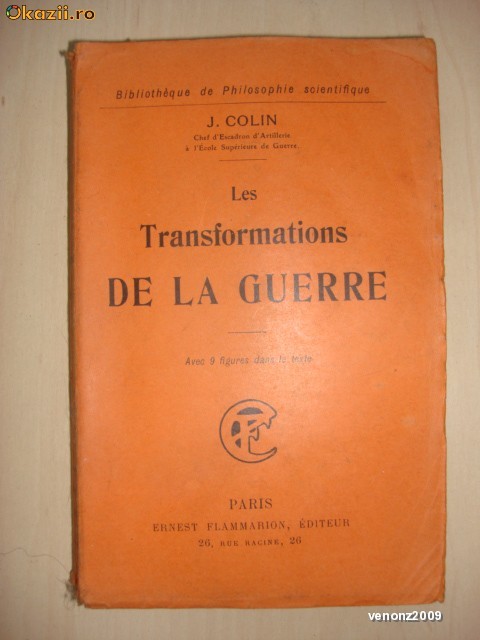 Okazii.ro
Bibliothèque de Philosophie scientifique
J. COLIN
Chef d'Escadron d'Artillerie
à l'École Supérieure de Guerre
Les
Transformations
DE LA GUERRE
Avec 9 figures dans le texte
PARIS
ERNEST FLAMMARION, ÉDITEUR
26, RUE RACINE, 26
venonz2009